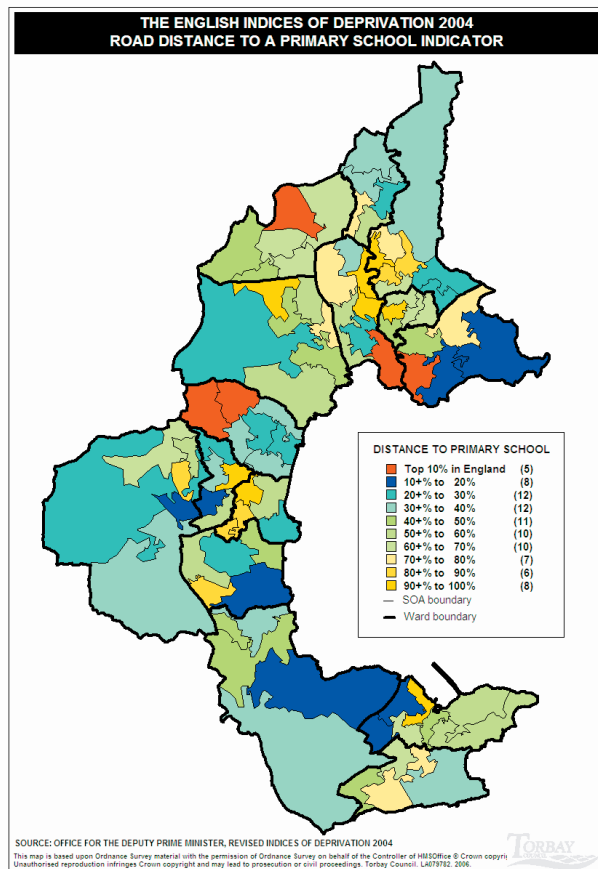 THE ENGLISH INDICES OF DEPRIVATION 2004
ROAD DISTANCE TO A PRIMARY SCHOOL INDICATOR
DISTANCE TO PRIMARY SCHOOL
Top 10% in England (5)
10+% to 20% (8)
20+% to 30% (12)
30+% to 40% (12)
40+% to 50% (11)
50+% to 60% (10)
60+% to 70% (10)
70+% to 80% (7)
80+% to 90% (6)
90+% to 100% (8)
SOA boundary
Ward boundary
SOURCE: OFFICE FOR THE DEPUTY PRIME MINISTER, REVISED INDICES OF DEPRIVATION 2004
This map is based upon Ordnance Survey material with the permission of Ordnance Survey on behalf of the Controller of HMSOffice © Crown copyri
Unauthorised reproduction infringes Crown copyright and may lead to prosecution or civil proceedings. Torbay Council. LA079782. 2006.
TORBAY
COUNCIL